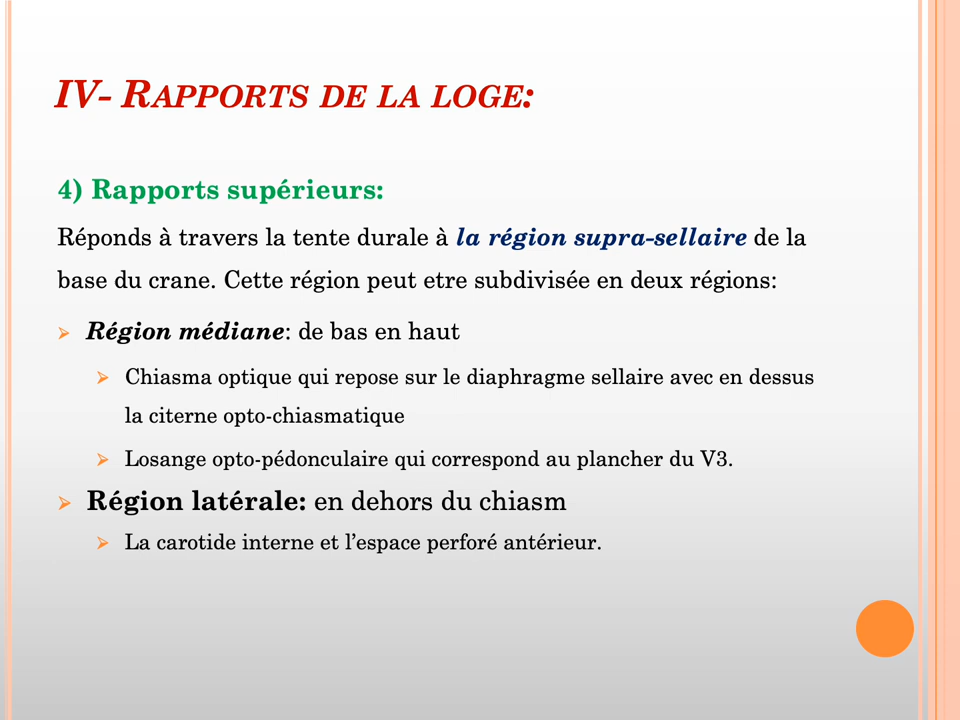 IV- RAPPORTS DE LA LOGE:
4) Rapports supérieurs:
Réponds à travers la tente durale à la région supra-sellaire de la
base du crane. Cette région peut etre subdivisée en deux régions:
Région médiane: de bas en haut
Chiasma optique qui repose sur le diaphragme sellaire avec en dessus
la citerne opto-chiasmatique
Losange opto-pédonculaire qui correspond au plancher du V3.
Région latérale: en dehors du chiasm
La carotide interne et l’espace perforé antérieur.